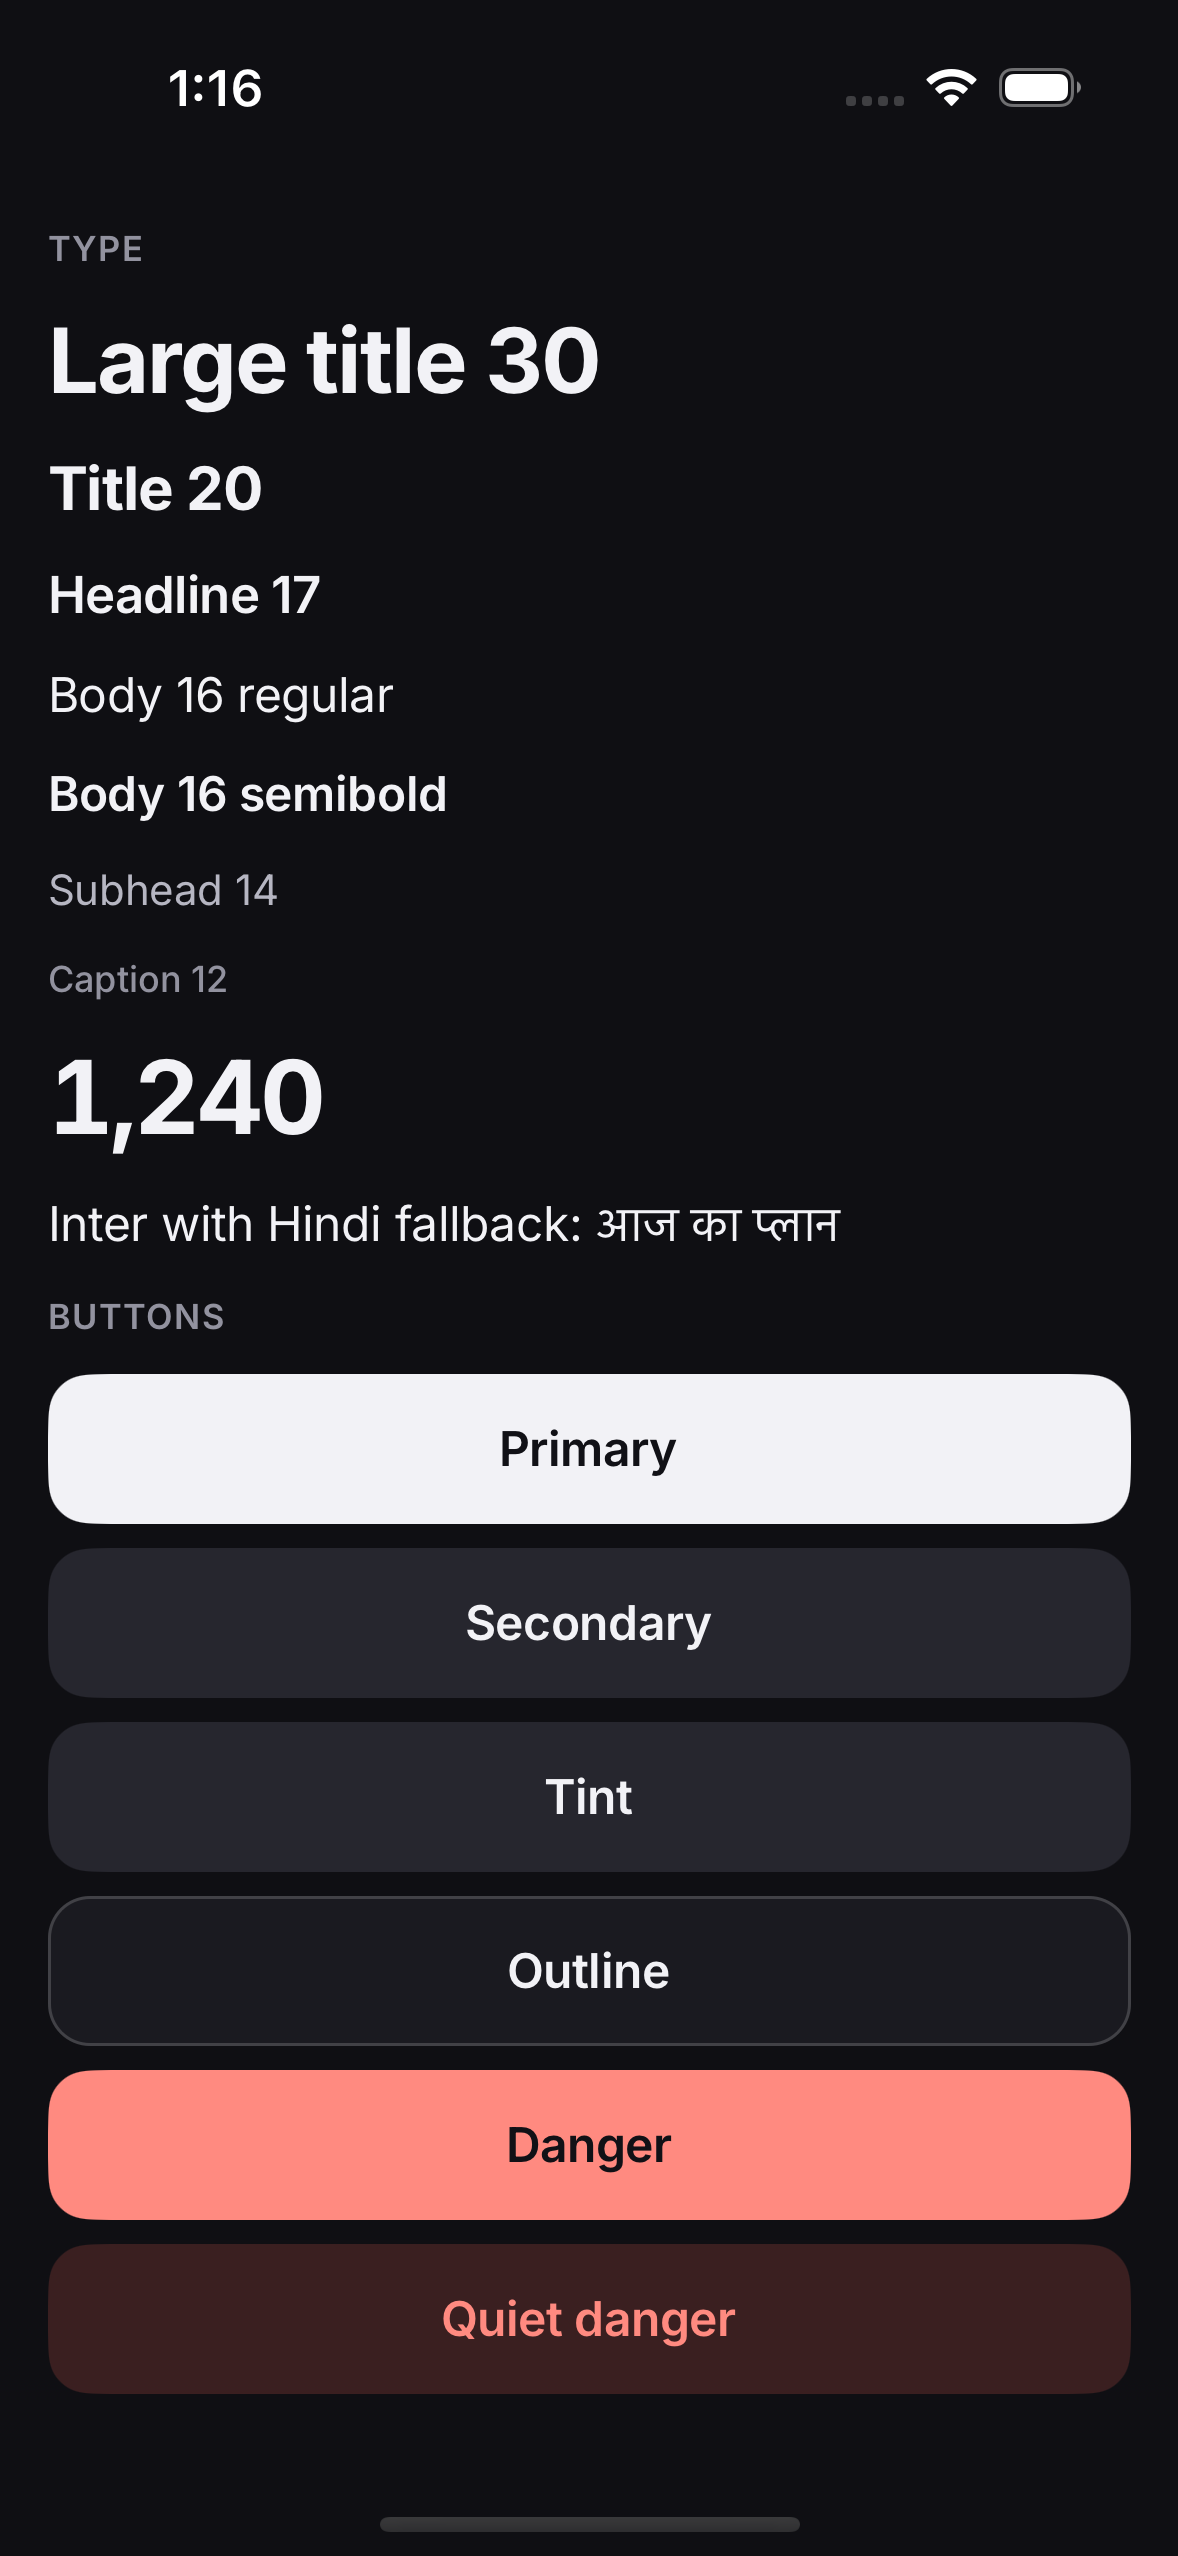 1:16
TYPE
Large title 30
Title 20
Headline 17
Body 16 regular
Body 16 semibold
Subhead 14
Caption 12
1,240
Inter with Hindi fallback: आज का प्लान
BUTTONS
Primary
Secondary
Tint
Outline
Danger
Quiet danger